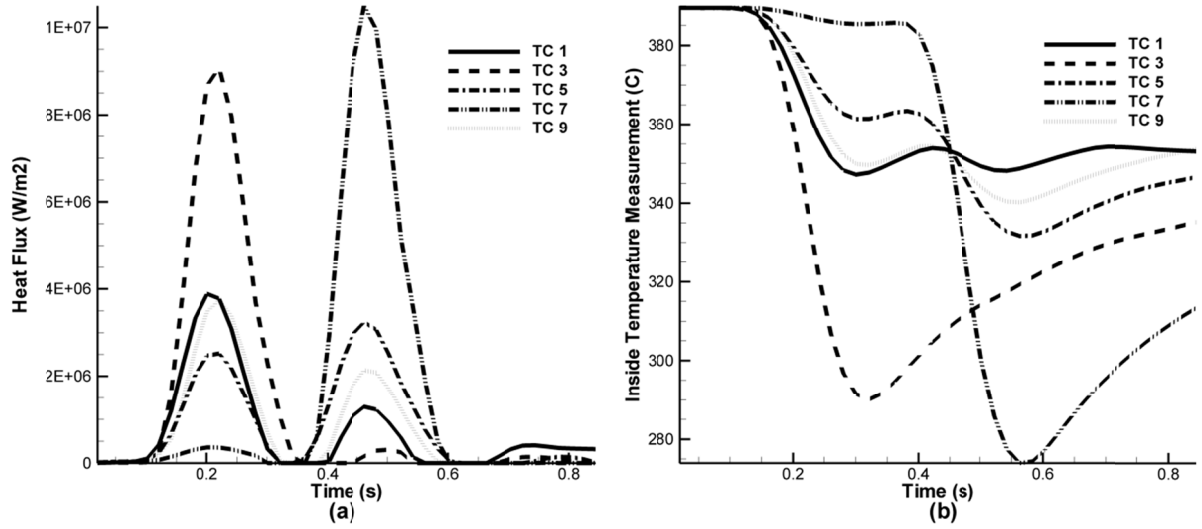 1E+07
8E+06
6E+06
4E+06
2E+06
0
0.2
0.4
0.6
0.8
Heat Flux (W/m2)
Time (s)
(a)
TC 1
TC 3
TC 5
TC 7
TC 9
380
360
340
320
300
280
0.2
0.4
0.6
0.8
Inside Temperature Measurement (C)
Time (s)
(b)
TC 1
TC 3
TC 5
TC 7
TC 9